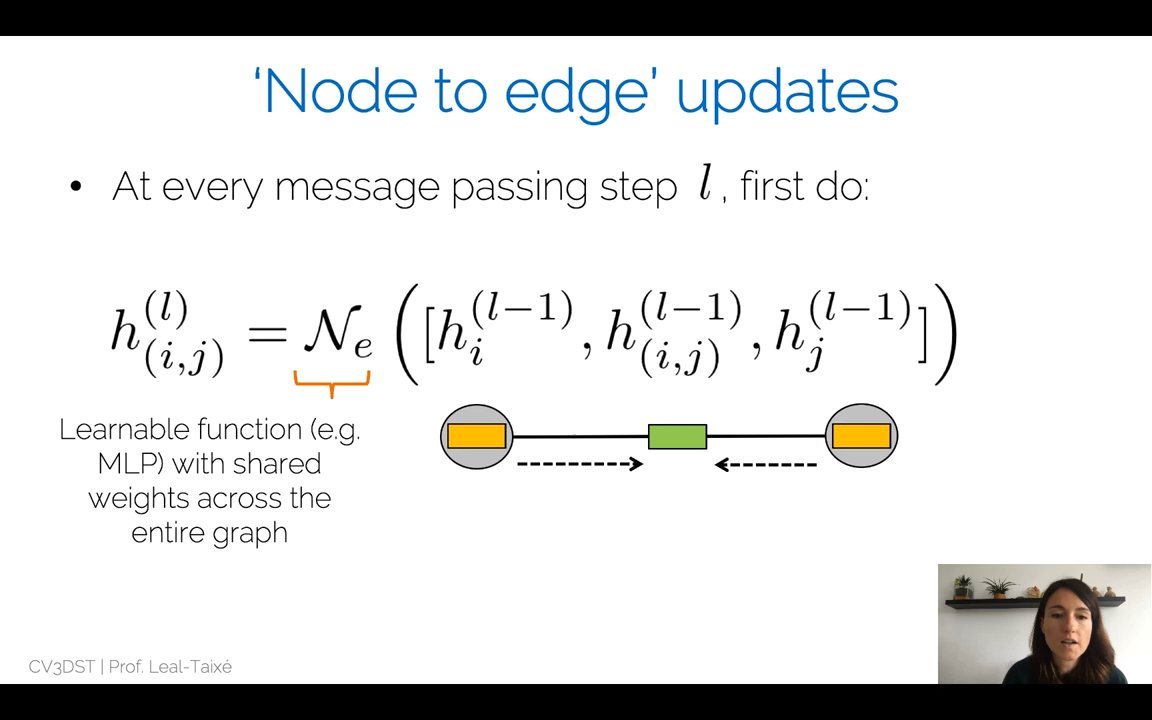 ‘Node to edge’ updates
• At every message passing step l, first do:
h_{(i,j)}^{(l)} = 𝒩_e ([h_i^{(l−1)}, h_{(i,j)}^{(l−1)}, h_j^{(l−1)}])
Learnable function (e.g.
MLP) with shared
weights across the
entire graph
CV3DST | Prof. Leal-Taixé